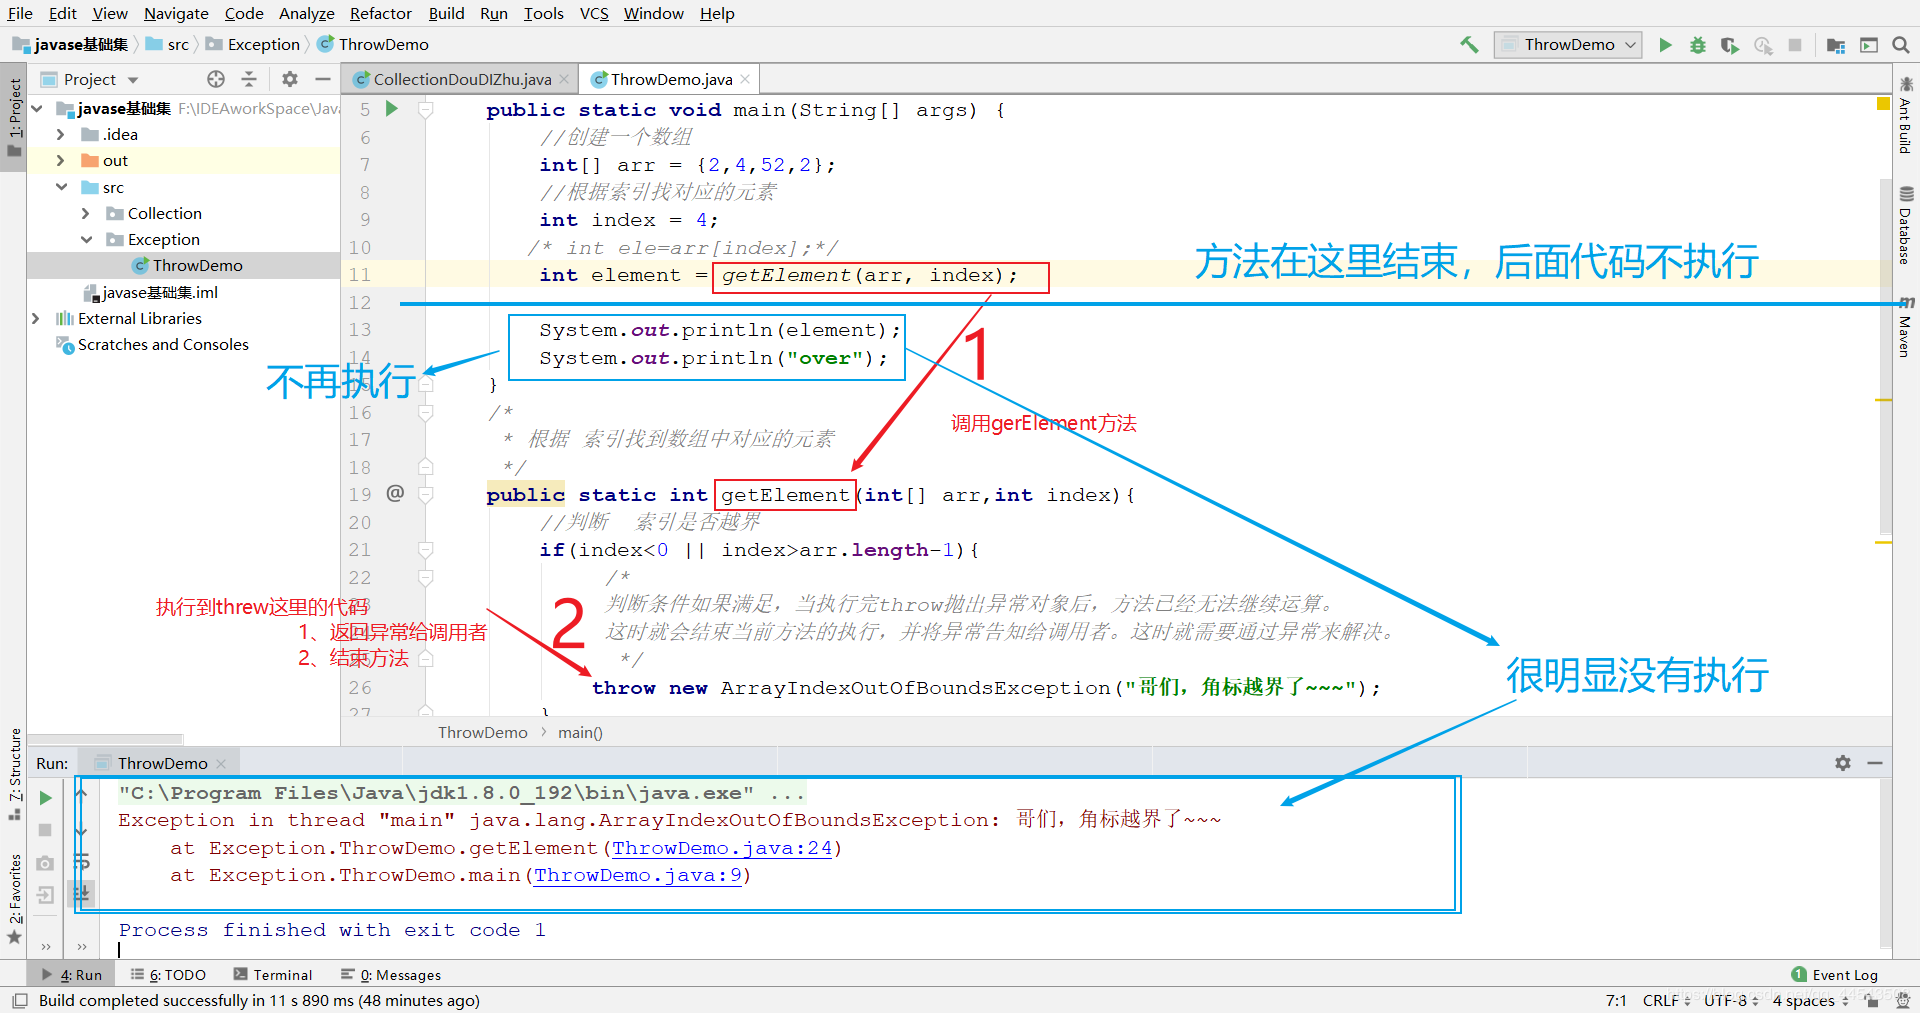 File Edit View Navigate Code Analyze Refactor Build Run Tools VCS Window Help
javase基础集 src Exception ThrowDemo
ThrowDemo
1: Project
Project
CollectionDouDIZhu.java ThrowDemo.java
javase基础集 F:\IDEAworkSpace\Java
.idea
out
src
Collection
Exception
ThrowDemo
javase基础集.iml
External Libraries
Scratches and Consoles
5 public static void main(String[] args) {
6 //创建一个数组
7 int[] arr = {2,4,52,2};
8 //根据索引找对应的元素
9 int index = 4;
10 /* int ele=arr[index];*/
11 int element = getElement(arr, index);
方法在这里结束，后面代码不执行
12
13 System.out.println(element);
14 System.out.println("over");
1
不再执行
15 }
16 /*
调用gerElement方法
17 * 根据 索引找到数组中对应的元素
18 */
19 @ public static int getElement(int[] arr,int index){
20 //判断 索引是否越界
21 if(index<0 || index>arr.length-1){
22 /*
判断条件如果满足，当执行完throw抛出异常对象后，方法已经无法继续运算。
这时就会结束当前方法的执行，并将异常告知给调用者。这时就需要通过异常来解决。
*/
执行到threw这里的代码
1、返回异常给调用者
2、结束方法
2
26 throw new ArrayIndexOutOfBoundsException("哥们，角标越界了~~~");
27 }
很明显没有执行
ThrowDemo main()
Ant Build
Database
Maven
7: Structure
2: Favorites
Run: ThrowDemo
"C:\Program Files\Java\jdk1.8.0_192\bin\java.exe" ...
Exception in thread "main" java.lang.ArrayIndexOutOfBoundsException: 哥们，角标越界了~~~
at Exception.ThrowDemo.getElement(ThrowDemo.java:24)
at Exception.ThrowDemo.main(ThrowDemo.java:9)
Process finished with exit code 1
4: Run 6: TODO Terminal 0: Messages
1 Event Log
Build completed successfully in 11 s 890 ms (48 minutes ago)
7:1 CRLF UTF-8 4 spaces